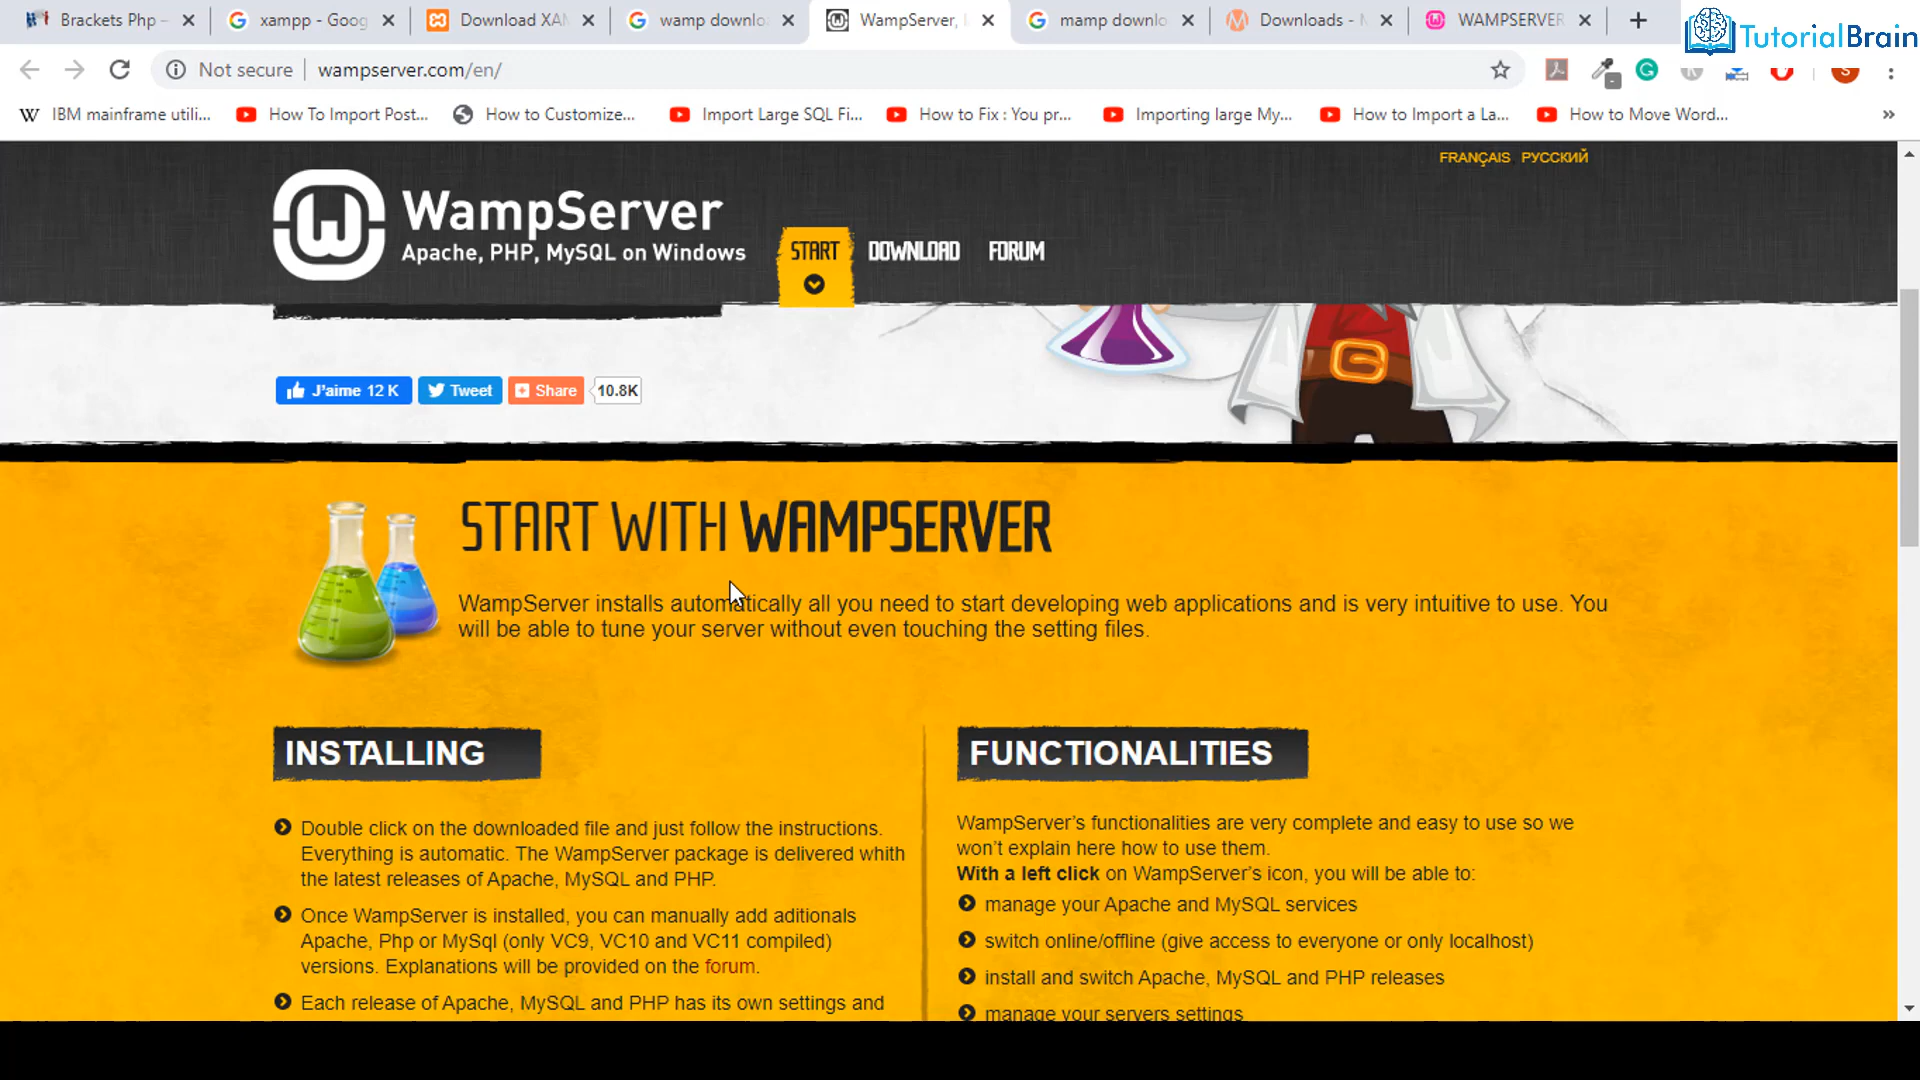 Brackets Php –
xampp - Goog
Download XAM
wamp downlo
WampServer,
mamp downlo
Downloads -
WAMPSERVER
TutorialBrain
Not secure
wampserver.com/en/
IBM mainframe utili...
How To Import Post...
How to Customize...
Import Large SQL Fi...
How to Fix : You pr...
Importing large My...
How to Import a La...
How to Move Word...
FRANÇAIS РУССКИЙ
WampServer
Apache, PHP, MySQL on Windows
START
DOWNLOAD
FORUM
J'aime 12 K
Tweet
Share
10.8K
START WITH WAMPSERVER
WampServer installs automatically all you need to start developing web applications and is very intuitive to use. You
will be able to tune your server without even touching the setting files.
INSTALLING
Double click on the downloaded file and just follow the instructions.
Everything is automatic. The WampServer package is delivered whith
the latest releases of Apache, MySQL and PHP.
Once WampServer is installed, you can manually add aditionals
Apache, Php or MySql (only VC9, VC10 and VC11 compiled)
versions. Explanations will be provided on the forum.
Each release of Apache, MySQL and PHP has its own settings and
FUNCTIONALITIES
WampServer's functionalities are very complete and easy to use so we
won't explain here how to use them.
With a left click on WampServer's icon, you will be able to:
manage your Apache and MySQL services
switch online/offline (give access to everyone or only localhost)
install and switch Apache, MySQL and PHP releases
manage your servers settings